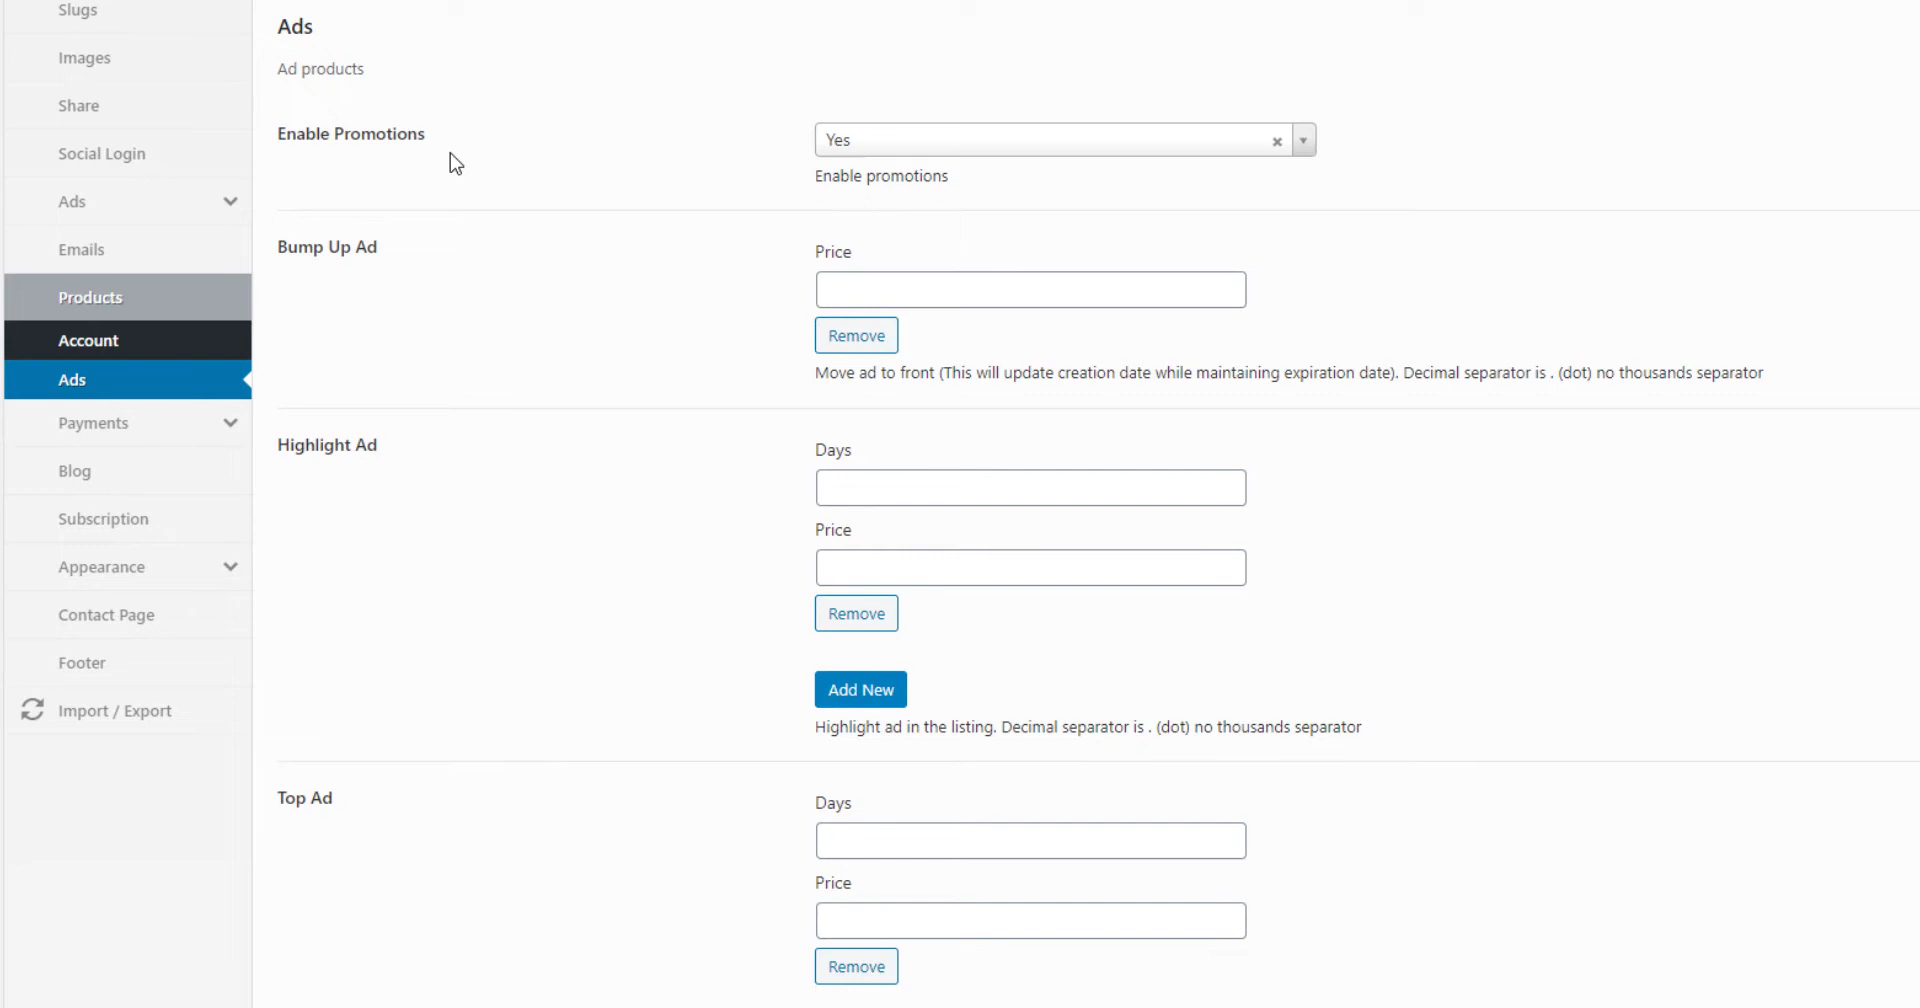 Slugs
Images
Share
Social Login
Ads
Emails
Products
Account
Ads
Payments
Blog
Subscription
Appearance
Contact Page
Footer
Import / Export
Ads
Ad products
Enable Promotions
Yes
Enable promotions
Bump Up Ad
Price
Remove
Move ad to front (This will update creation date while maintaining expiration date). Decimal separator is . (dot) no thousands separator
Highlight Ad
Days
Price
Remove
Add New
Highlight ad in the listing. Decimal separator is . (dot) no thousands separator
Top Ad
Days
Price
Remove